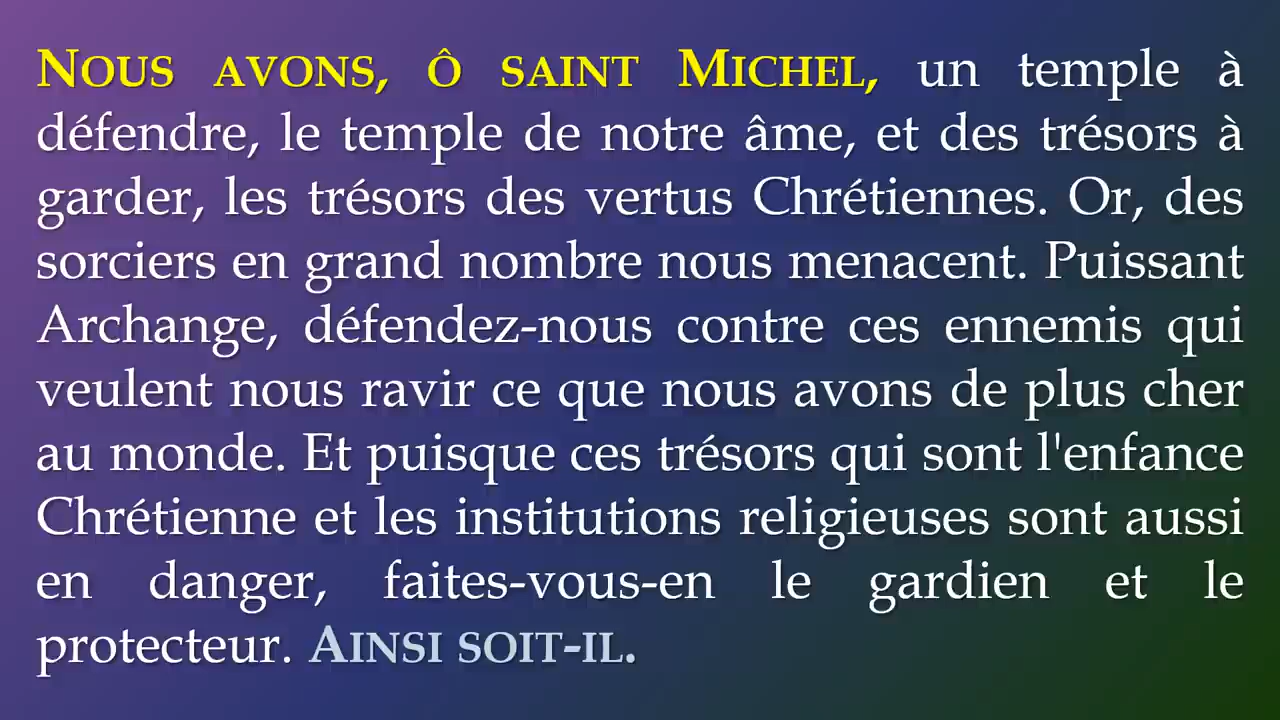 NOUS AVONS, Ô SAINT MICHEL, un temple à
défendre, le temple de notre âme, et des trésors à
garder, les trésors des vertus Chrétiennes. Or, des
sorciers en grand nombre nous menacent. Puissant
Archange, défendez-nous contre ces ennemis qui
veulent nous ravir ce que nous avons de plus cher
au monde. Et puisque ces trésors qui sont l'enfance
Chrétienne et les institutions religieuses sont aussi
en danger, faites-vous-en le gardien et le
protecteur. AINSI SOIT-IL.